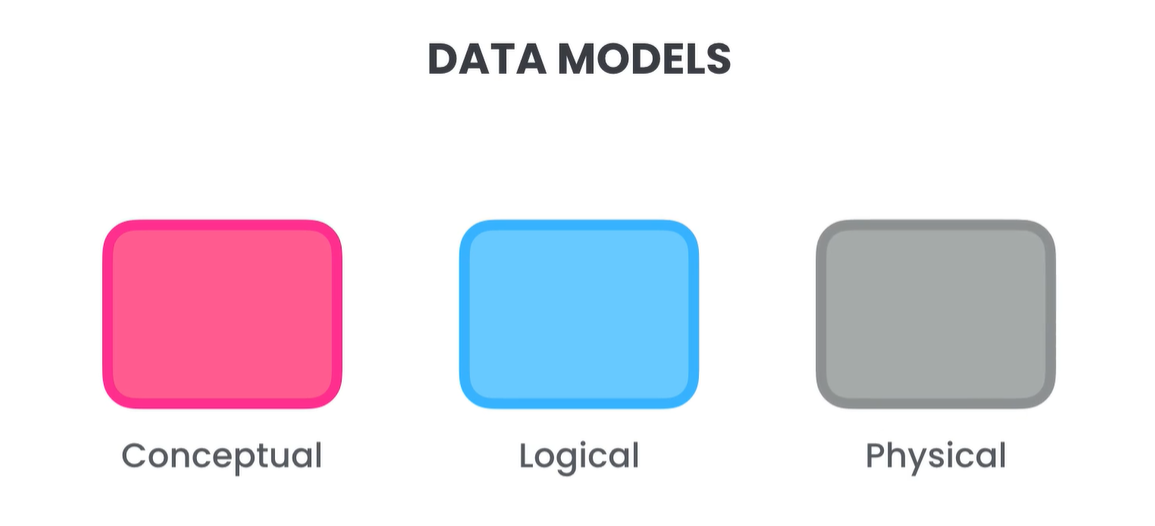 DATA MODELS
Conceptual
Logical
Physical